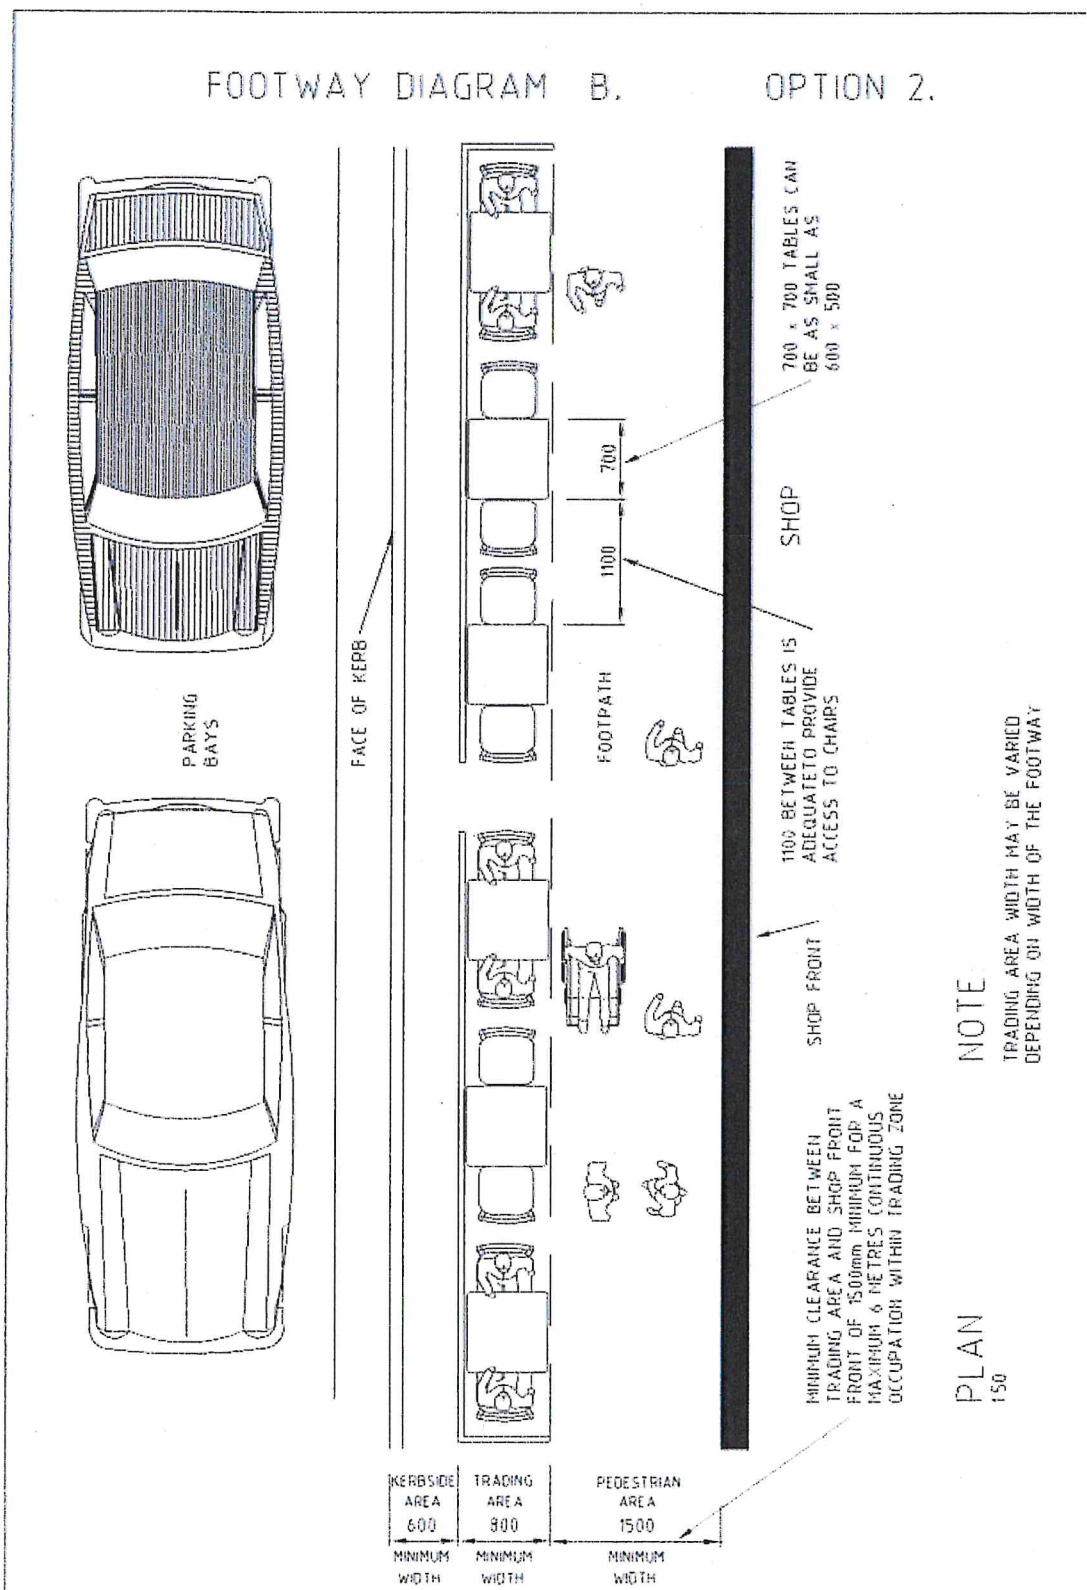 FOOTWAY DIAGRAM B. OPTION 2.
PARKING
BAYS
FACE OF KERB
FOOTPATH
700
1100
700 x 700 TABLES CAN
BE AS SMALL AS
600 x 500
SHOP
1100 BETWEEN TABLES IS
ADEQUATETO PROVIDE
ACCESS TO CHAIRS
SHOP FRONT
MINIMUM CLEARANCE BETWEEN
TRADING AREA AND SHOP FRONT
FRONT OF 1500mm MINIMUM FOR A
MAXIMUM 6 METRES CONTINUOUS
OCCUPATION WITHIN TRADING ZONE
NOTE
TRADING AREA WIDTH MAY BE VARIED
DEPENDING ON WIDTH OF THE FOOTWAY
PLAN
1:50
KERBSIDE
AREA
600
MINIMUM
WIDTH
TRADING
AREA
800
MINIMUM
WIDTH
PEDESTRIAN
AREA
1500
MINIMUM
WIDTH